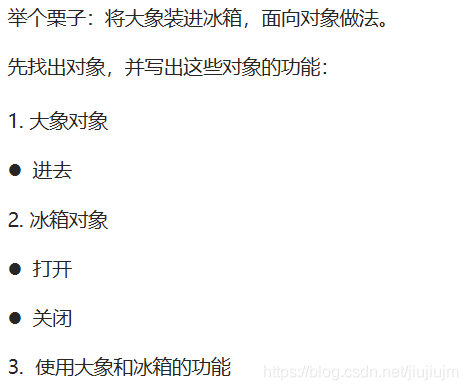 举个栗子：将大象装进冰箱，面向对象做法。
先找出对象，并写出这些对象的功能：
1. 大象对象
● 进去
2. 冰箱对象
● 打开
● 关闭
3. 使用大象和冰箱的功能
https://blog.csdn.net/jiujiujm